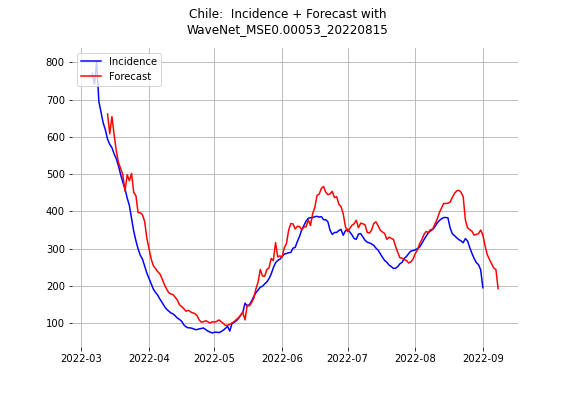 Chile:  Incidence + Forecast with
WaveNet_MSE0.00053_20220815
Incidence
Forecast
800
700
600
500
400
300
200
100
2022-03 2022-04 2022-05 2022-06 2022-07 2022-08 2022-09